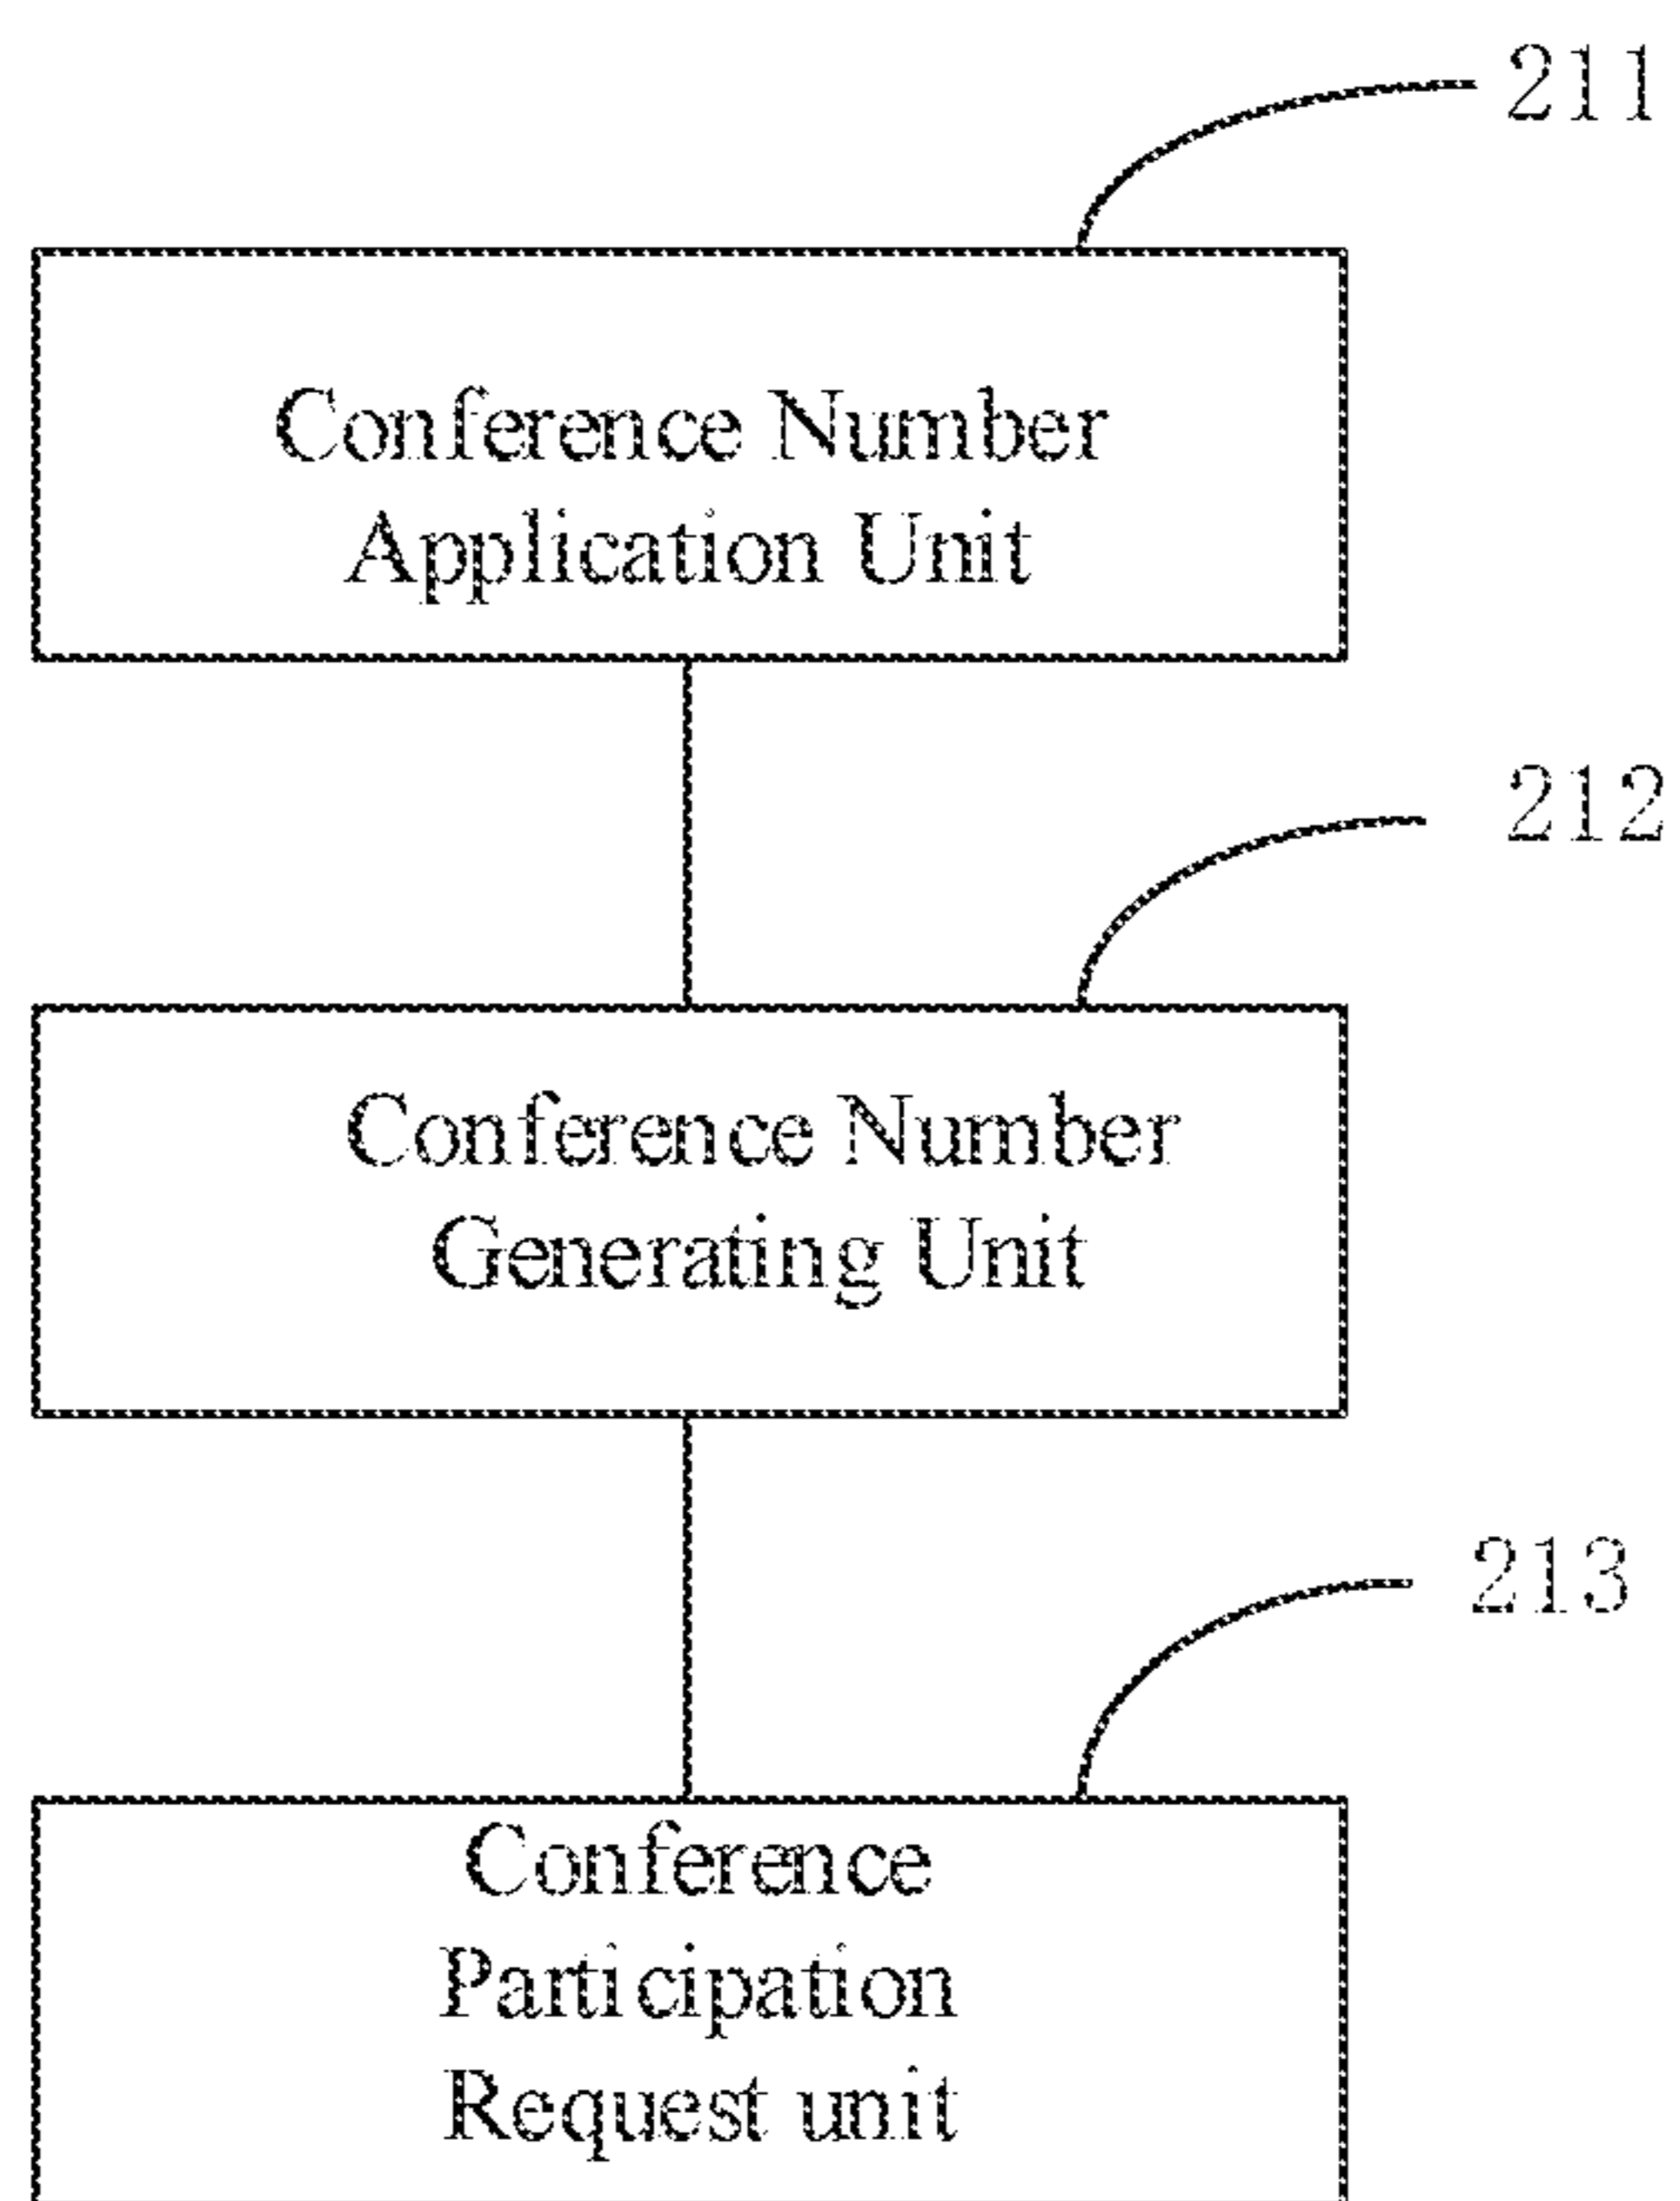 211
Conference Number
Application Unit
212
Conference Number
Generating Unit
213
Conference
Participation
Request unit